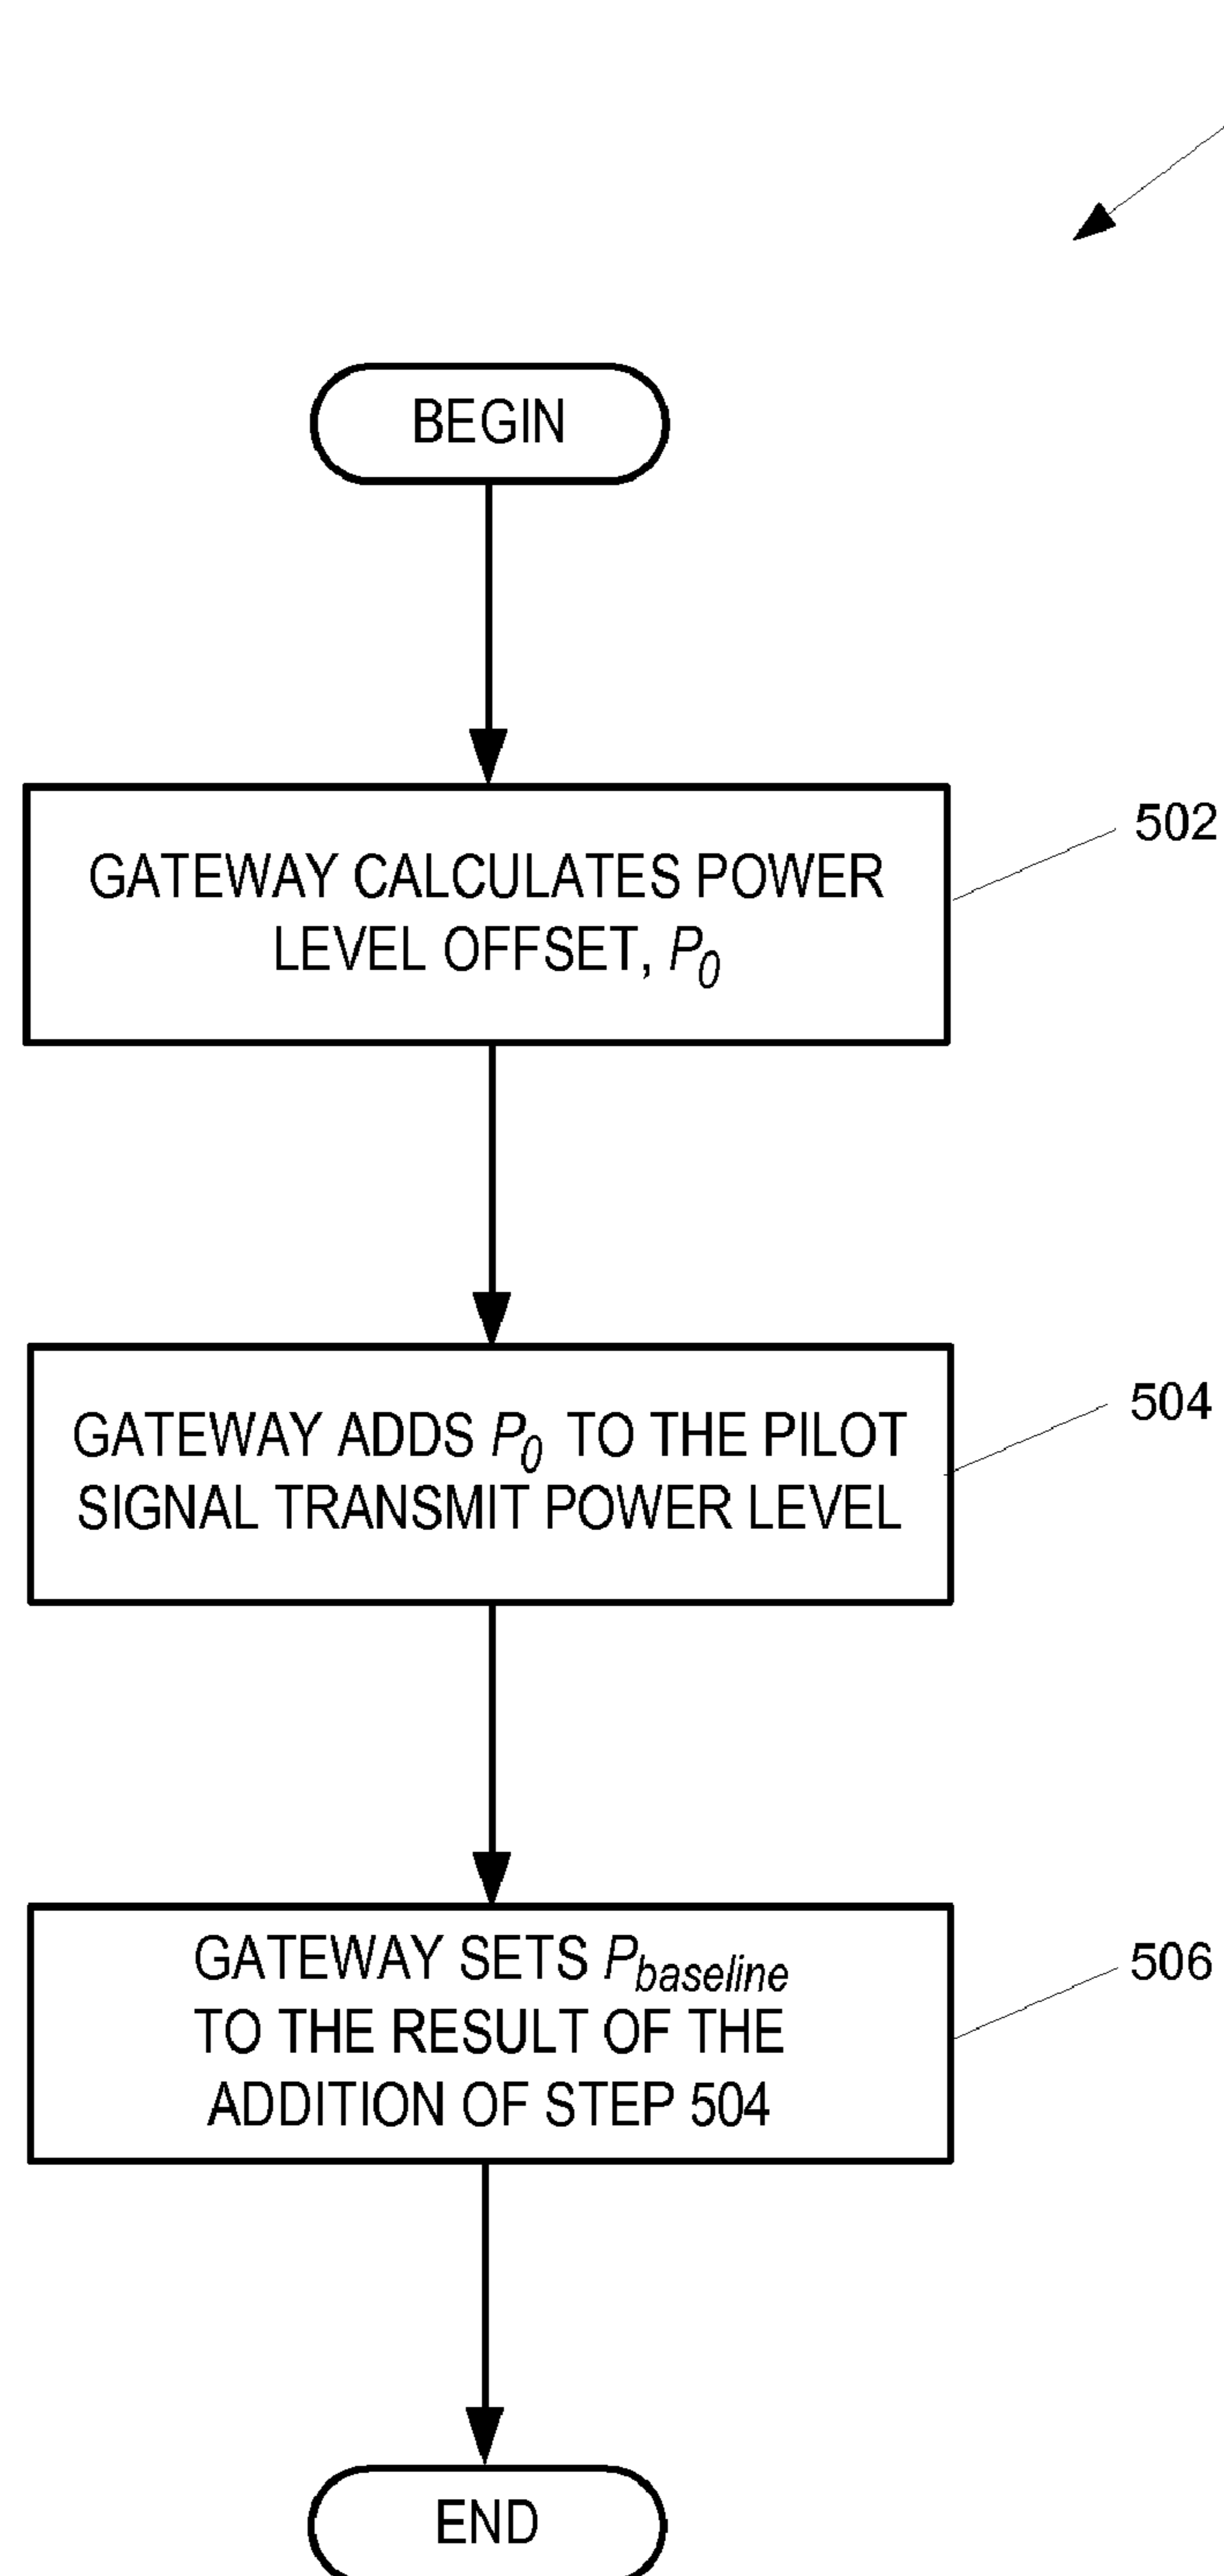 BEGIN
GATEWAY CALCULATES POWER
LEVEL OFFSET, P0
502
GATEWAY ADDS P0 TO THE PILOT
SIGNAL TRANSMIT POWER LEVEL
504
GATEWAY SETS Pbaseline
TO THE RESULT OF THE
ADDITION OF STEP 504
506
END